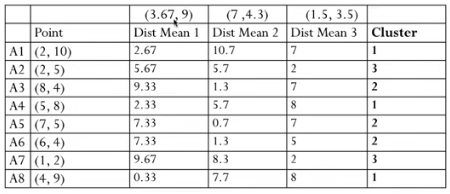 (3.67, 9) (7 ,4.3) (1.5, 3.5)
Point Dist Mean 1 Dist Mean 2 Dist Mean 3 Cluster
A1 (2, 10) 2.67 10.7 7 1
A2 (2, 5) 5.67 5.7 2 3
A3 (8, 4) 9.33 1.3 7 2
A4 (5, 8) 2.33 5.7 8 1
A5 (7, 5) 7.33 0.7 7 2
A6 (6, 4) 7.33 1.3 5 2
A7 (1, 2) 9.67 8.3 2 3
A8 (4, 9) 0.33 7.7 8 1